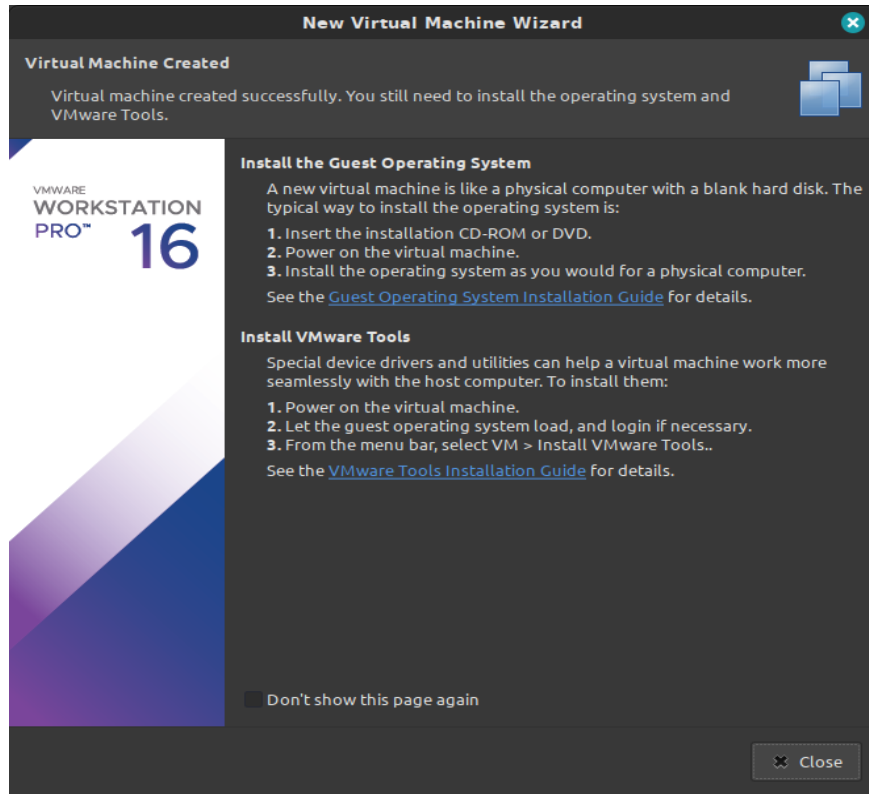 New Virtual Machine Wizard
Virtual Machine Created
Virtual machine created successfully. You still need to install the operating system and
VMware Tools.
VMWARE
WORKSTATION
PRO™ 16
Install the Guest Operating System
A new virtual machine is like a physical computer with a blank hard disk. The
typical way to install the operating system is:
1. Insert the installation CD-ROM or DVD.
2. Power on the virtual machine.
3. Install the operating system as you would for a physical computer.
See the Guest Operating System Installation Guide for details.
Install VMware Tools
Special device drivers and utilities can help a virtual machine work more
seamlessly with the host computer. To install them:
1. Power on the virtual machine.
2. Let the guest operating system load, and login if necessary.
3. From the menu bar, select VM > Install VMware Tools..
See the VMware Tools Installation Guide for details.
Don't show this page again
Close